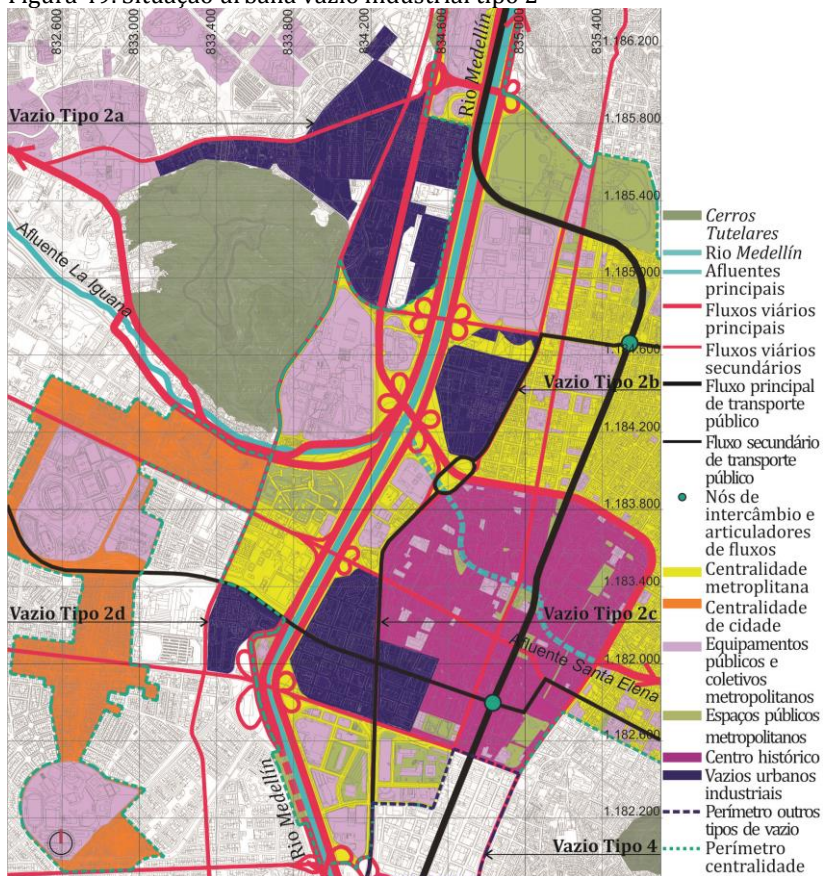 Figura 19: Situação urbana vazio industrial tipo 2
832.600
833.000
833.400
833.800
834.200
834.600
835.000
835.400
1.186.200
Rio Medellín
Vazio Tipo 2a
1.185.800
1.185.400
Afluente La Iguana
1.185.000
1.184.600
Vazio Tipo 2b
1.184.200
1.183.800
1.183.400
Vazio Tipo 2d
Vazio Tipo 2c
1.182.000
Afluente Santa Elena
1.182.600
Rio Medellín
1.182.200
Vazio Tipo 4
Cerros
Tutelares
Rio Medellín
Afluentes
principais
Fluxos viários
principais
Fluxos viários
secundários
Fluxo principal
de transporte
público
Fluxo secundário
de transporte
público
Nós de
intercâmbio e
articuladores
de fluxos
Centralidade
metroplitana
Centralidade
de cidade
Equipamentos
públicos e
coletivos
metropolitanos
Espaços públicos
metropolitanos
Centro histórico
Vazios urbanos
industriais
Perímetro outros
tipos de vazio
Perímetro
centralidade